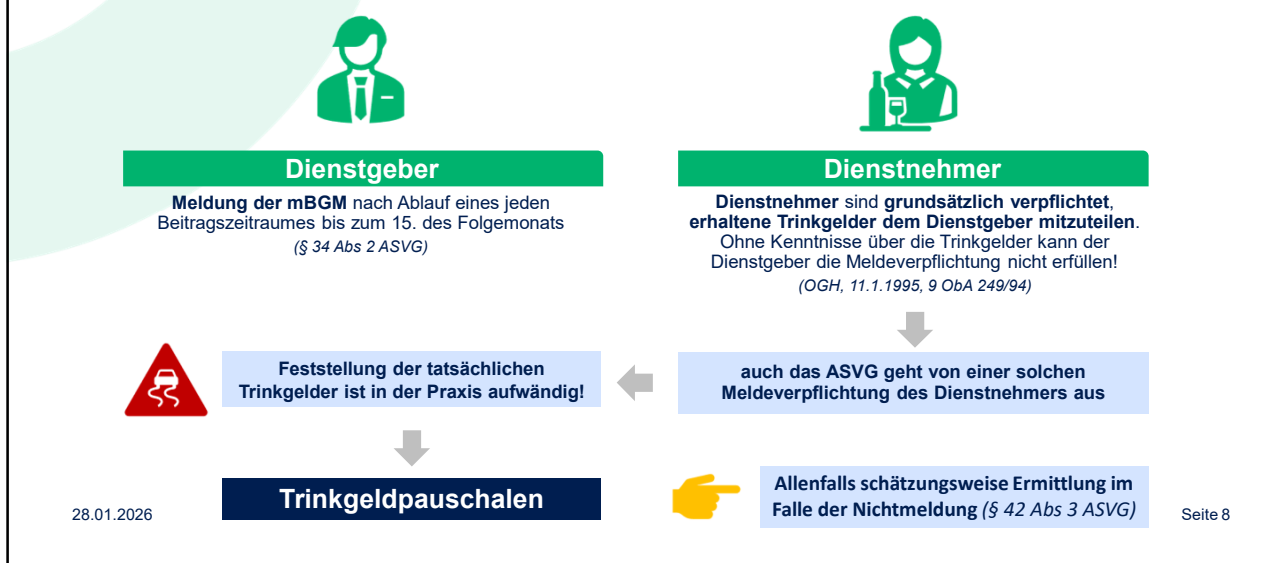 Dienstgeber
Meldung der mBGM nach Ablauf eines jeden
Beitragszeitraumes bis zum 15. des Folgemonats
(§ 34 Abs 2 ASVG)
Dienstnehmer
Dienstnehmer sind grundsätzlich verpflichtet,
erhaltene Trinkgelder dem Dienstgeber mitzuteilen.
Ohne Kenntnisse über die Trinkgelder kann der
Dienstgeber die Meldeverpflichtung nicht erfüllen!
(OGH, 11.1.1995, 9 ObA 249/94)
auch das ASVG geht von einer solchen
Meldeverpflichtung des Dienstnehmers aus
Feststellung der tatsächlichen
Trinkgelder ist in der Praxis aufwändig!
Trinkgeldpauschalen
Allenfalls schätzungsweise Ermittlung im
Falle der Nichtmeldung (§ 42 Abs 3 ASVG)
28.01.2026
Seite 8